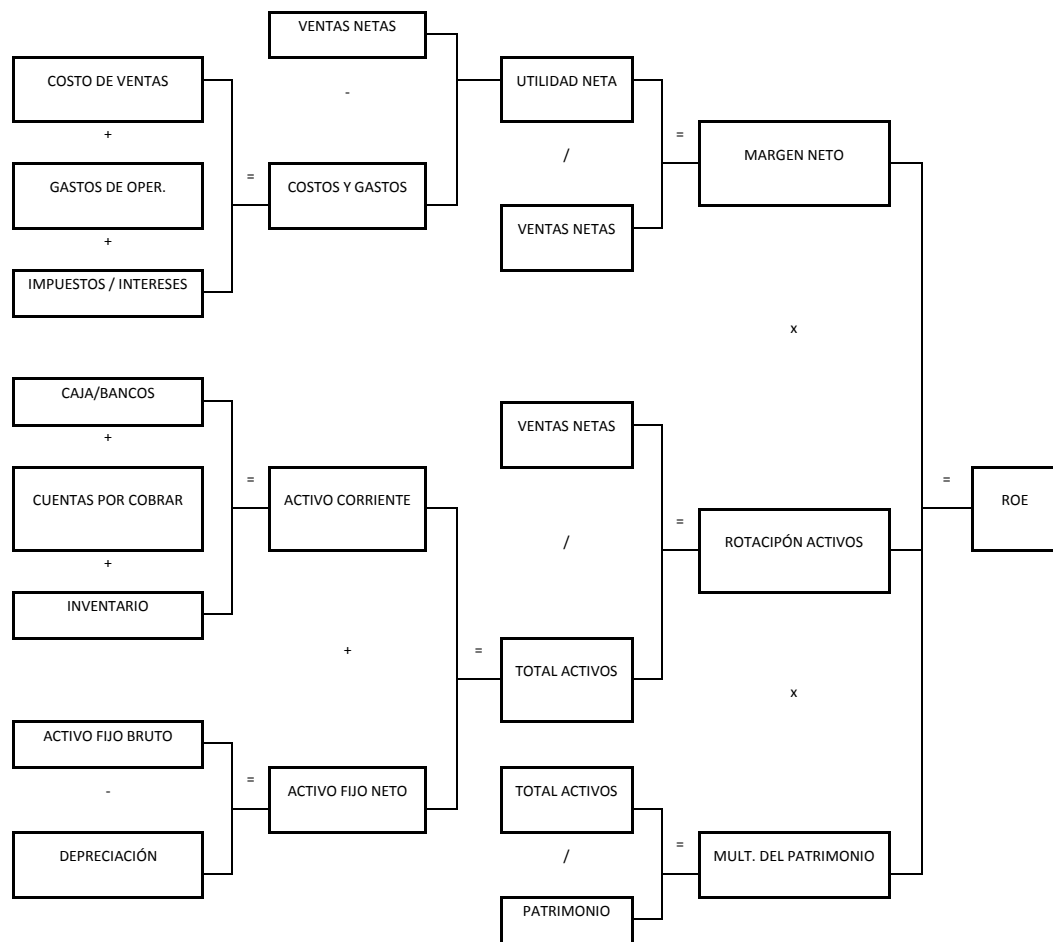 VENTAS NETAS
COSTO DE VENTAS
UTILIDAD NETA
-
+
=
/
MARGEN NETO
GASTOS DE OPER.
=
COSTOS Y GASTOS
VENTAS NETAS
+
IMPUESTOS / INTERESES
x
CAJA/BANCOS
+
VENTAS NETAS
CUENTAS POR COBRAR
=
ACTIVO CORRIENTE
=
ROE
=
/
ROTACIPÓN ACTIVOS
+
INVENTARIO
+
=
TOTAL ACTIVOS
x
ACTIVO FIJO BRUTO
=
-
ACTIVO FIJO NETO
TOTAL ACTIVOS
DEPRECIACIÓN
/
=
MULT. DEL PATRIMONIO
PATRIMONIO